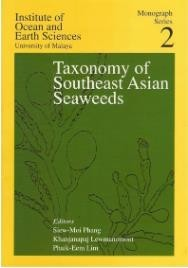 Institute of
Ocean and
Earth Sciences
University of Malaya
Monograph
Series
2
Taxonomy of
Southeast Asian
Seaweeds
Editors
Siew-Moi Phang
Khanjanapaj Lewmanomont
Phaik-Eem Lim